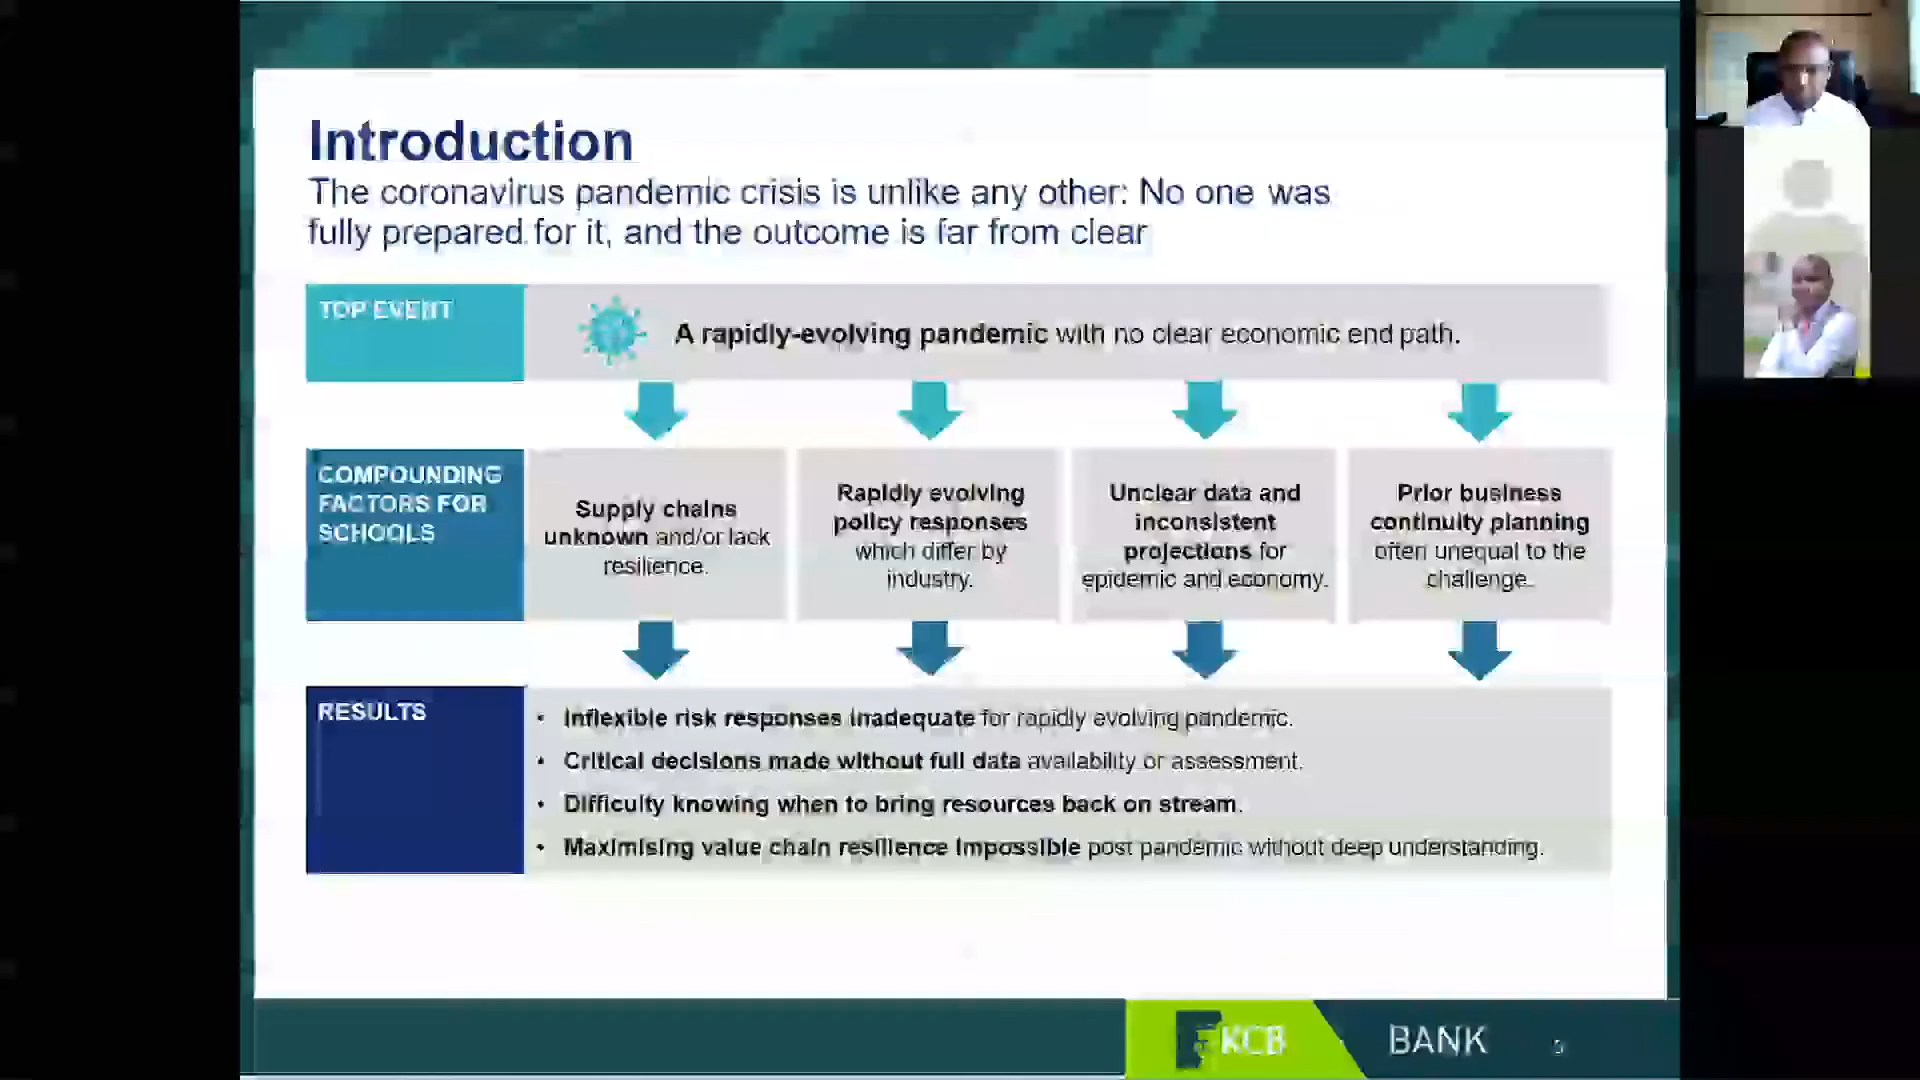 Introduction
The coronavirus pandemic crisis is unlike any other: No one was
fully prepared for it, and the outcome is far from clear
TOP EVENT
A rapidly-evolving pandemic with no clear economic end path.
COMPOUNDING
FACTORS FOR
SCHOOLS
Supply chains
unknown and/or lack
resilience.
Rapidly evolving
policy responses
which differ by
industry.
Unclear data and
inconsistent
projections for
epidemic and economy.
Prior business
continuity planning
often unequal to the
challenge.
RESULTS
• Inflexible risk responses inadequate for rapidly evolving pandemic.
• Critical decisions made without full data availability or assessment.
• Difficulty knowing when to bring resources back on stream.
• Maximising value chain resilience impossible post pandemic without deep understanding.
KCB BANK